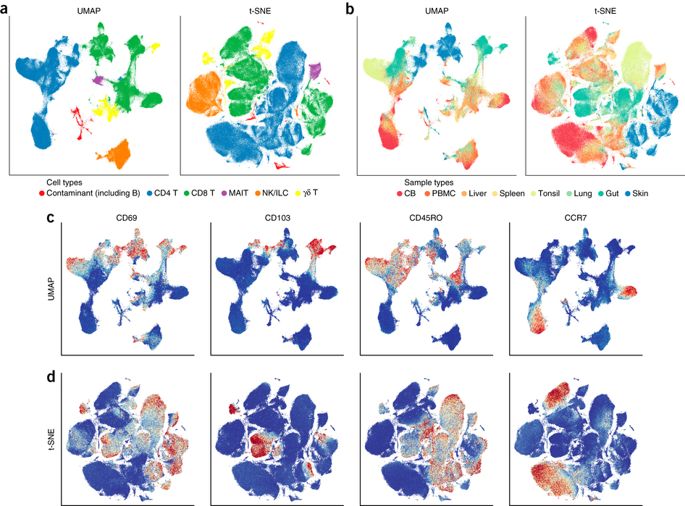 a
UMAP
t-SNE
b
UMAP
t-SNE
Cell types
Contaminant (including B) CD4 T CD8 T MAIT NK/ILC γδ T
Sample types
CB PBMC Liver Spleen Tonsil Lung Gut Skin
c
CD69
CD103
CD45RO
CCR7
UMAP
d
t-SNE